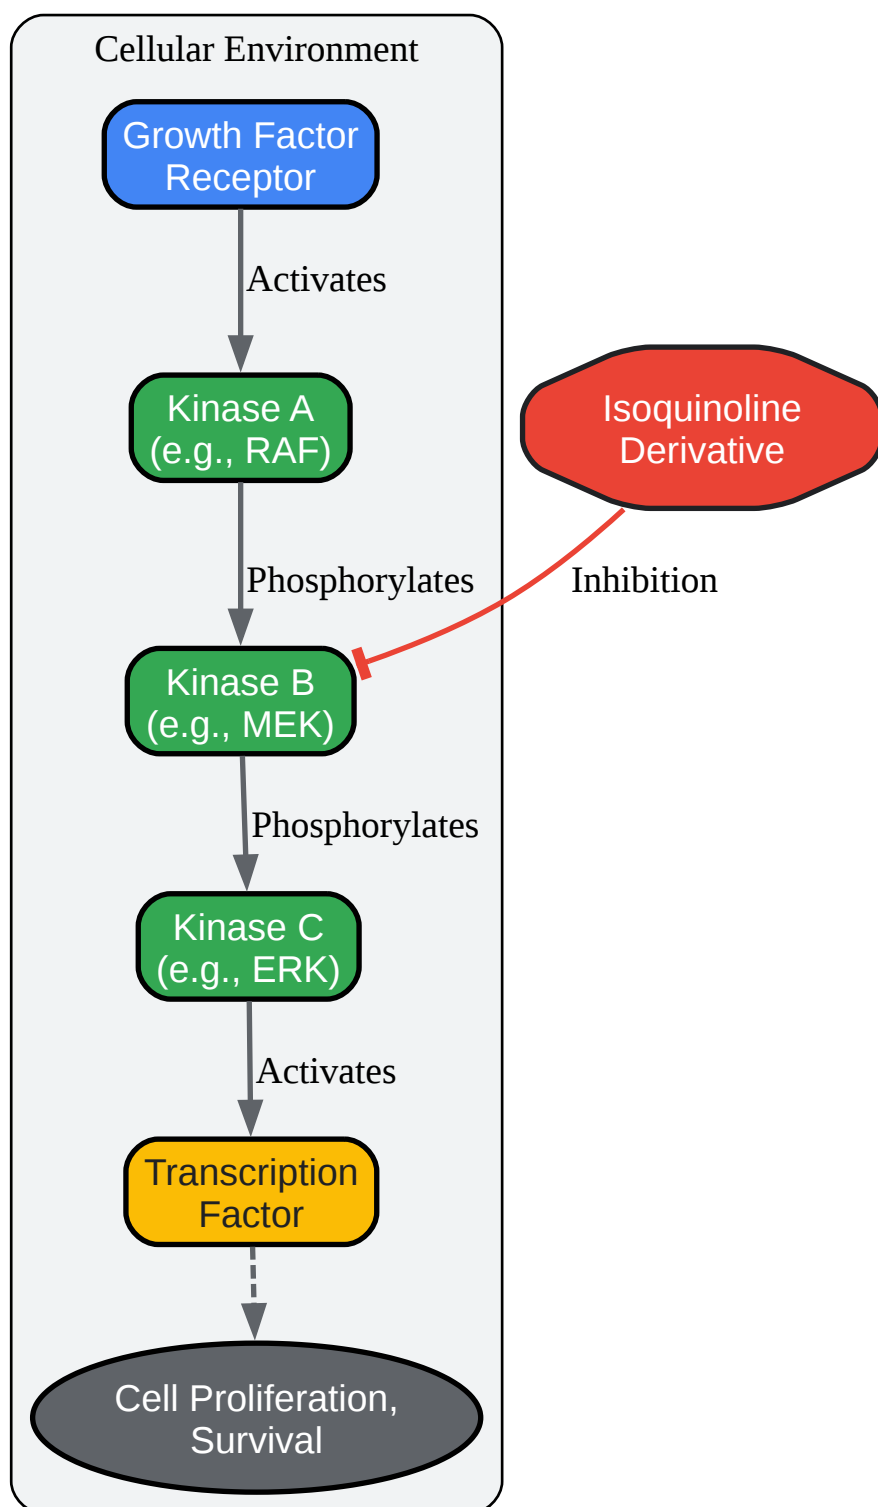 Cellular Environment
Growth Factor
Receptor
Activates
Kinase A
(e.g., RAF)
Isoquinoline
Derivative
Phosphorylates
Inhibition
Kinase B
(e.g., MEK)
Phosphorylates
Kinase C
(e.g., ERK)
Activates
Transcription
Factor
Cell Proliferation,
Survival